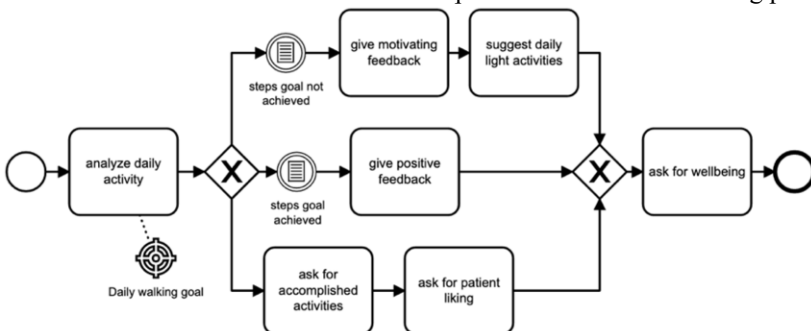 give motivating
feedback
suggest daily
light activities
steps goal not
achieved
analyze daily
activity
X
X
give positive
feedback
ask for wellbeing
steps goal
achieved
Daily walking goal
ask for
accomplished
activities
ask for patient
liking